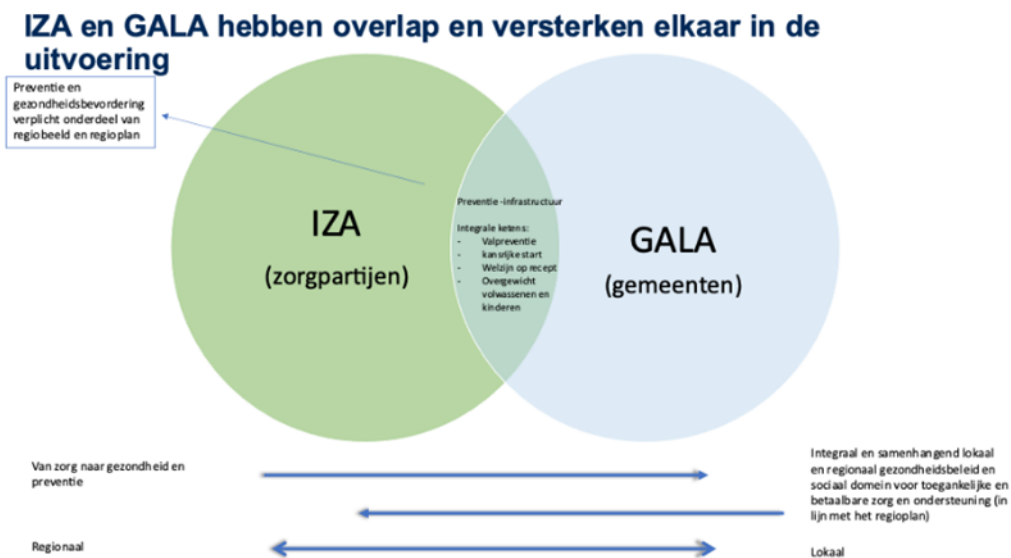 IZA en GALA hebben overlap en versterken elkaar in de
uitvoering
Preventie en
gezondheidsbevordering
verplicht onderdeel van
regiobeeld en regioplan
IZA
(zorgpartijen)
Preventie -infrastructuur
Integrale ketens:
- Valpreventie
- kansrijke start
- Welzijn op recept
- Overgewicht
volwassenen en
kinderen
GALA
(gemeenten)
Van zorg naar gezondheid en
preventie
Integraal en samenhangend lokaal
en regionaal gezondheidsbeleid en
sociaal domein voor toegankelijke en
betaalbare zorg en ondersteuning (in
lijn met het regioplan)
Regionaal
Lokaal